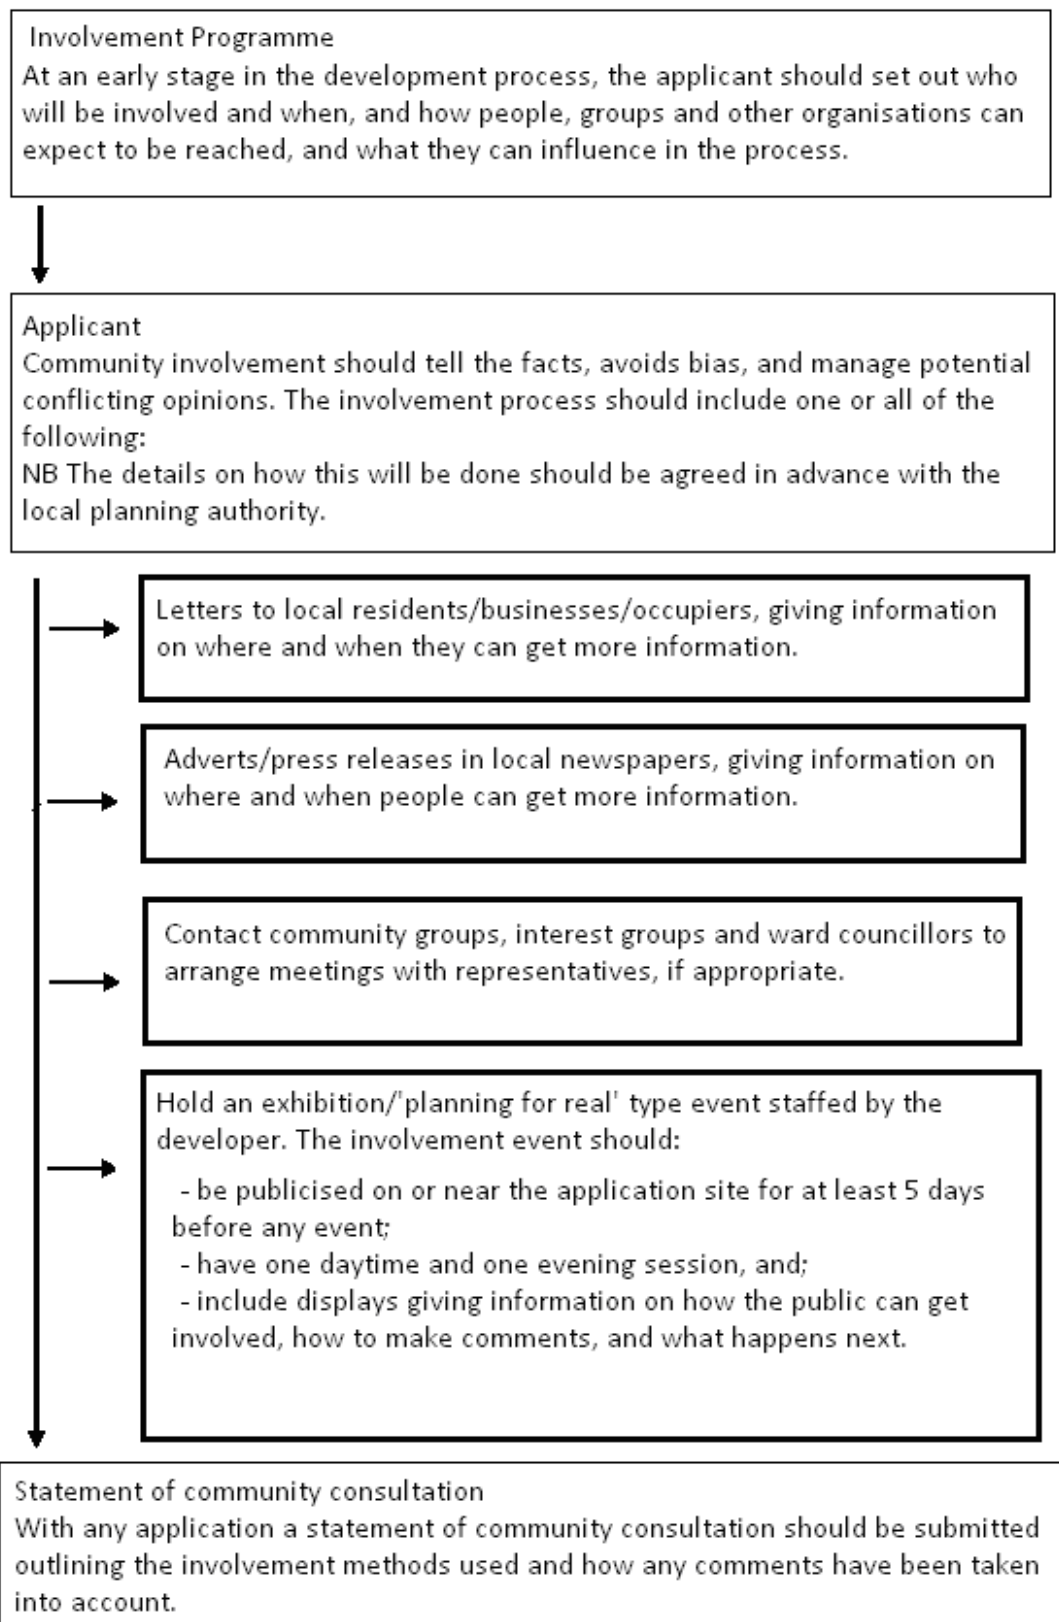 Involvement Programme
At an early stage in the development process, the applicant should set out who
will be involved and when, and how people, groups and other organisations can
expect to be reached, and what they can influence in the process.
Applicant
Community involvement should tell the facts, avoids bias, and manage potential
conflicting opinions. The involvement process should include one or all of the
following:
NB The details on how this will be done should be agreed in advance with the
local planning authority.
Letters to local residents/businesses/occupiers, giving information
on where and when they can get more information.
Adverts/press releases in local newspapers, giving information on
where and when people can get more information.
Contact community groups, interest groups and ward councillors to
arrange meetings with representatives, if appropriate.
Hold an exhibition/'planning for real' type event staffed by the
developer. The involvement event should:
- be publicised on or near the application site for at least 5 days
before any event;
- have one daytime and one evening session, and;
- include displays giving information on how the public can get
involved, how to make comments, and what happens next.
Statement of community consultation
With any application a statement of community consultation should be submitted
outlining the involvement methods used and how any comments have been taken
into account.